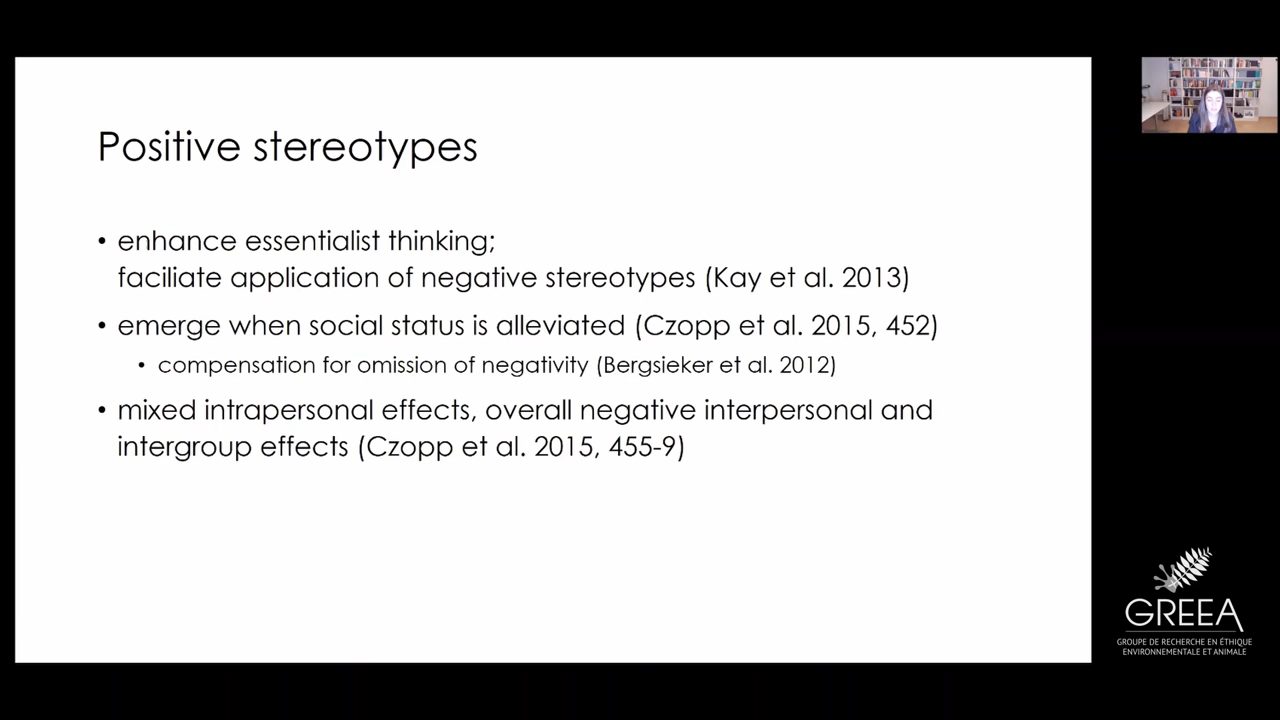 Positive stereotypes
• enhance essentialist thinking;
faciliate application of negative stereotypes (Kay et al. 2013)
• emerge when social status is alleviated (Czopp et al. 2015, 452)
• compensation for omission of negativity (Bergsieker et al. 2012)
• mixed intrapersonal effects, overall negative interpersonal and
intergroup effects (Czopp et al. 2015, 455-9)
GREEA
GROUPE DE RECHERCHE EN ÉTHIQUE
ENVIRONNEMENTALE ET ANIMALE